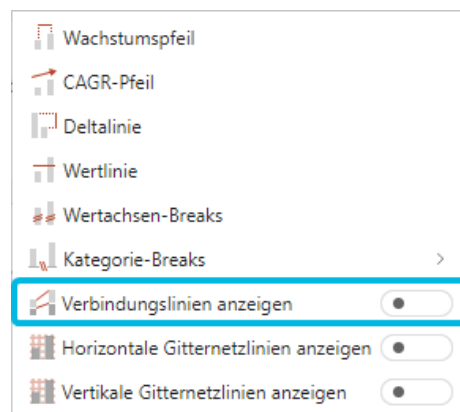 Wachstumspfeil
CAGR-Pfeil
Deltalinie
Wertlinie
Wertachsen-Breaks
Kategorie-Breaks
Verbindungslinien anzeigen
Horizontale Gitternetzlinien anzeigen
Vertikale Gitternetzlinien anzeigen